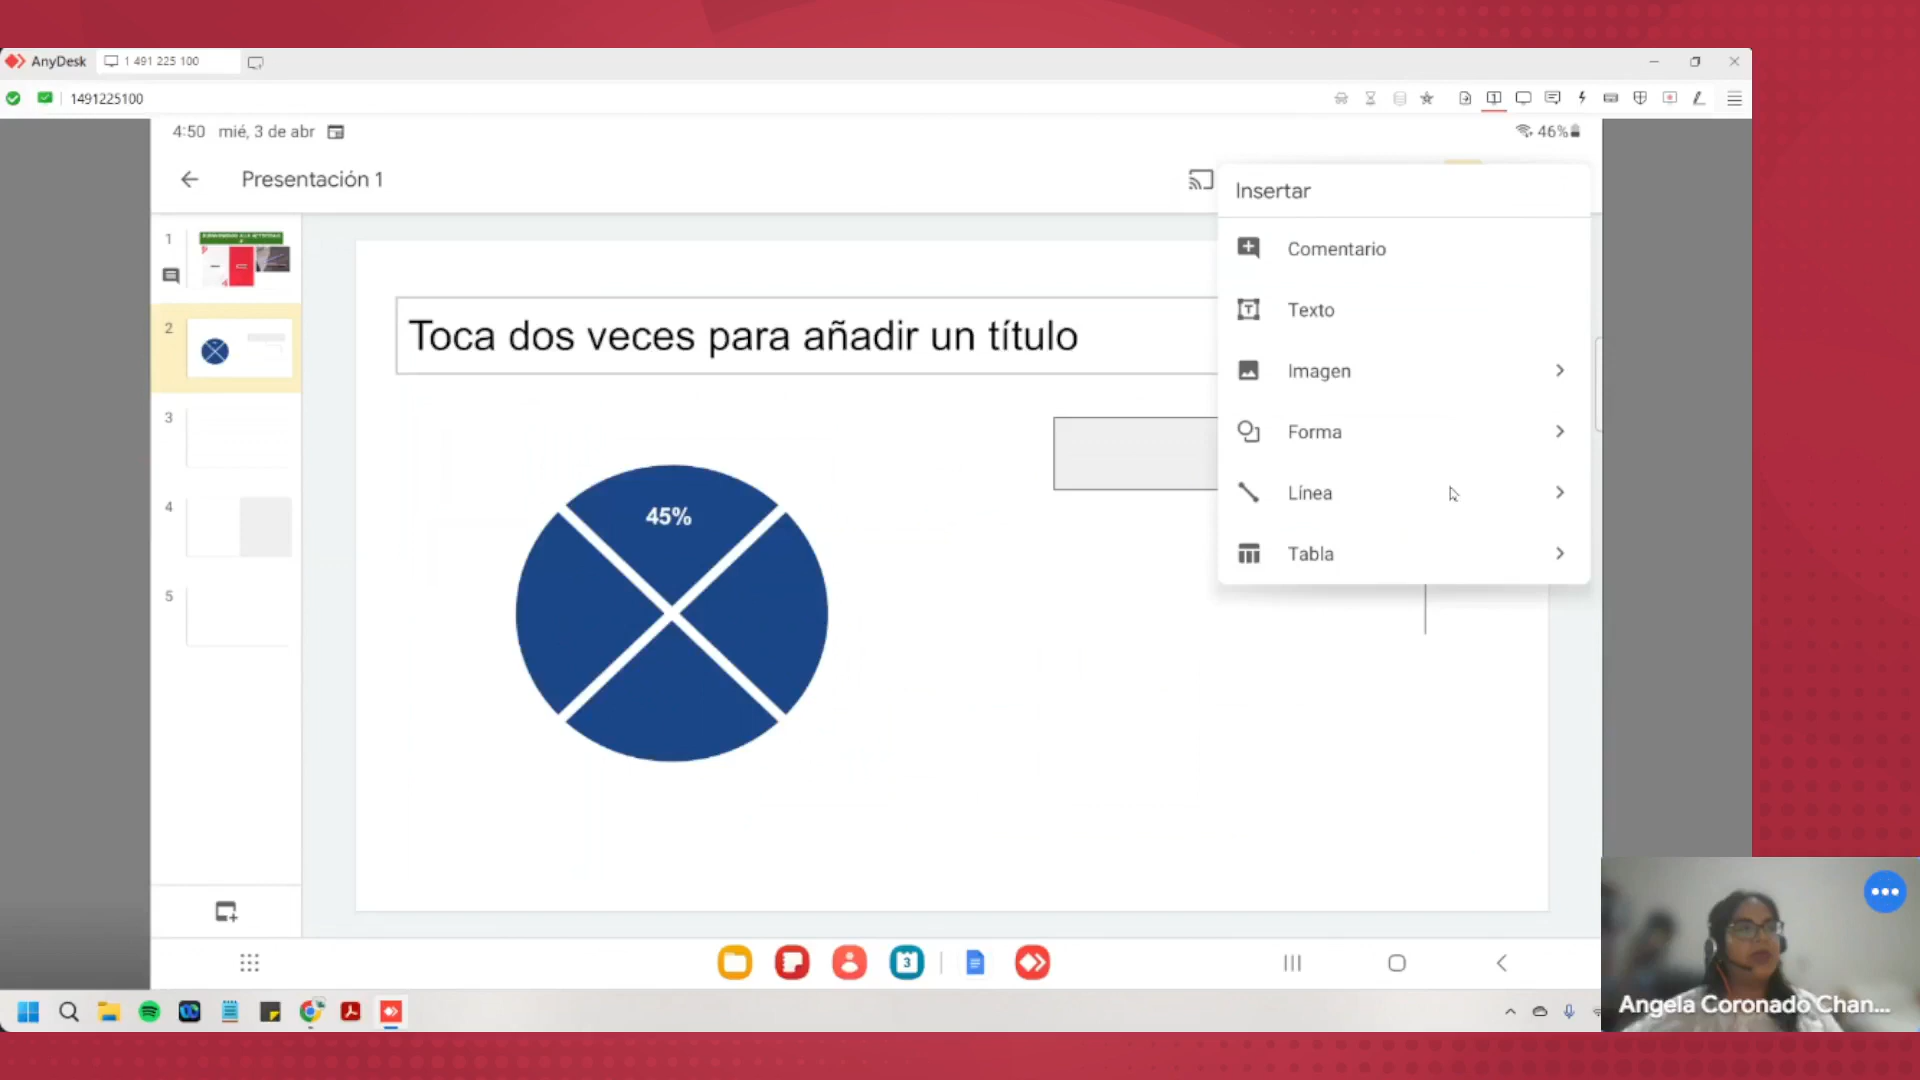 AnyDesk
1 491 225 100
1491225100
4:50 mié, 3 de abr
46%
Presentación 1
Insertar
Comentario
Texto
Imagen
Forma
Línea
Tabla
1
2
3
4
5
Toca dos veces para añadir un título
45%
3
Angela Coronado Chan...